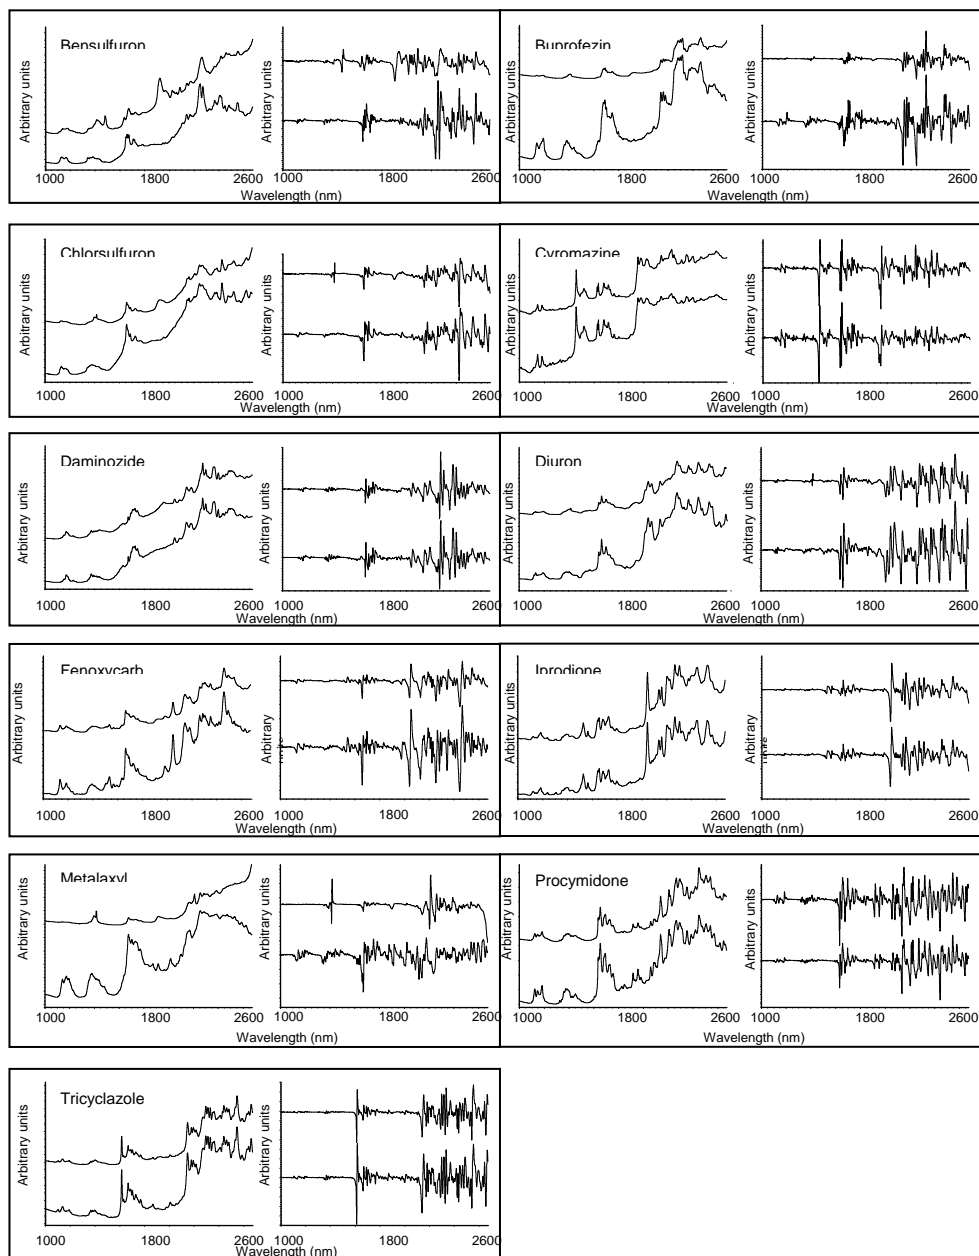 Bensulfuron
Arbitrary units
Arbitrary units
1000 1800 2600 1000 1800 2600
Wavelength (nm)
Buprofezin
Arbitrary units
Arbitrary units
1000 1800 2600 1000 1800 2600
Wavelength (nm)
Chlorsulfuron
Arbitrary units
Arbitrary units
1000 1800 2600 1000 1800 2600
Wavelength (nm)
Cyromazine
Arbitrary units
Arbitrary units
1000 1800 2600 1000 1800 2600
Wavelength (nm)
Daminozide
Arbitrary units
Arbitrary units
1000 1800 2600 1000 1800 2600
Wavelength (nm)
Diuron
Arbitrary units
Arbitrary units
1000 1800 2600 1000 1800 2600
Wavelength (nm)
Fenoxycarb
Arbitrary units
Arbitrary
1000 1800 2600 1000 1800 2600
Wavelength (nm)
Iprodione
Arbitrary units
Arbitrary
1000 1800 2600 1000 1800 2600
Wavelength (nm)
Metalaxyl
Arbitrary units
Arbitrary units
1000 1800 2600 1000 1800 2600
Wavelength (nm)
Procymidone
Arbitrary units
Arbitrary units
1000 1800 2600 1000 1800 2600
Wavelength (nm)
Tricyclazole
Arbitrary units
Arbitrary units
1000 1800 2600 1000 1800 2600
Wavelength (nm)